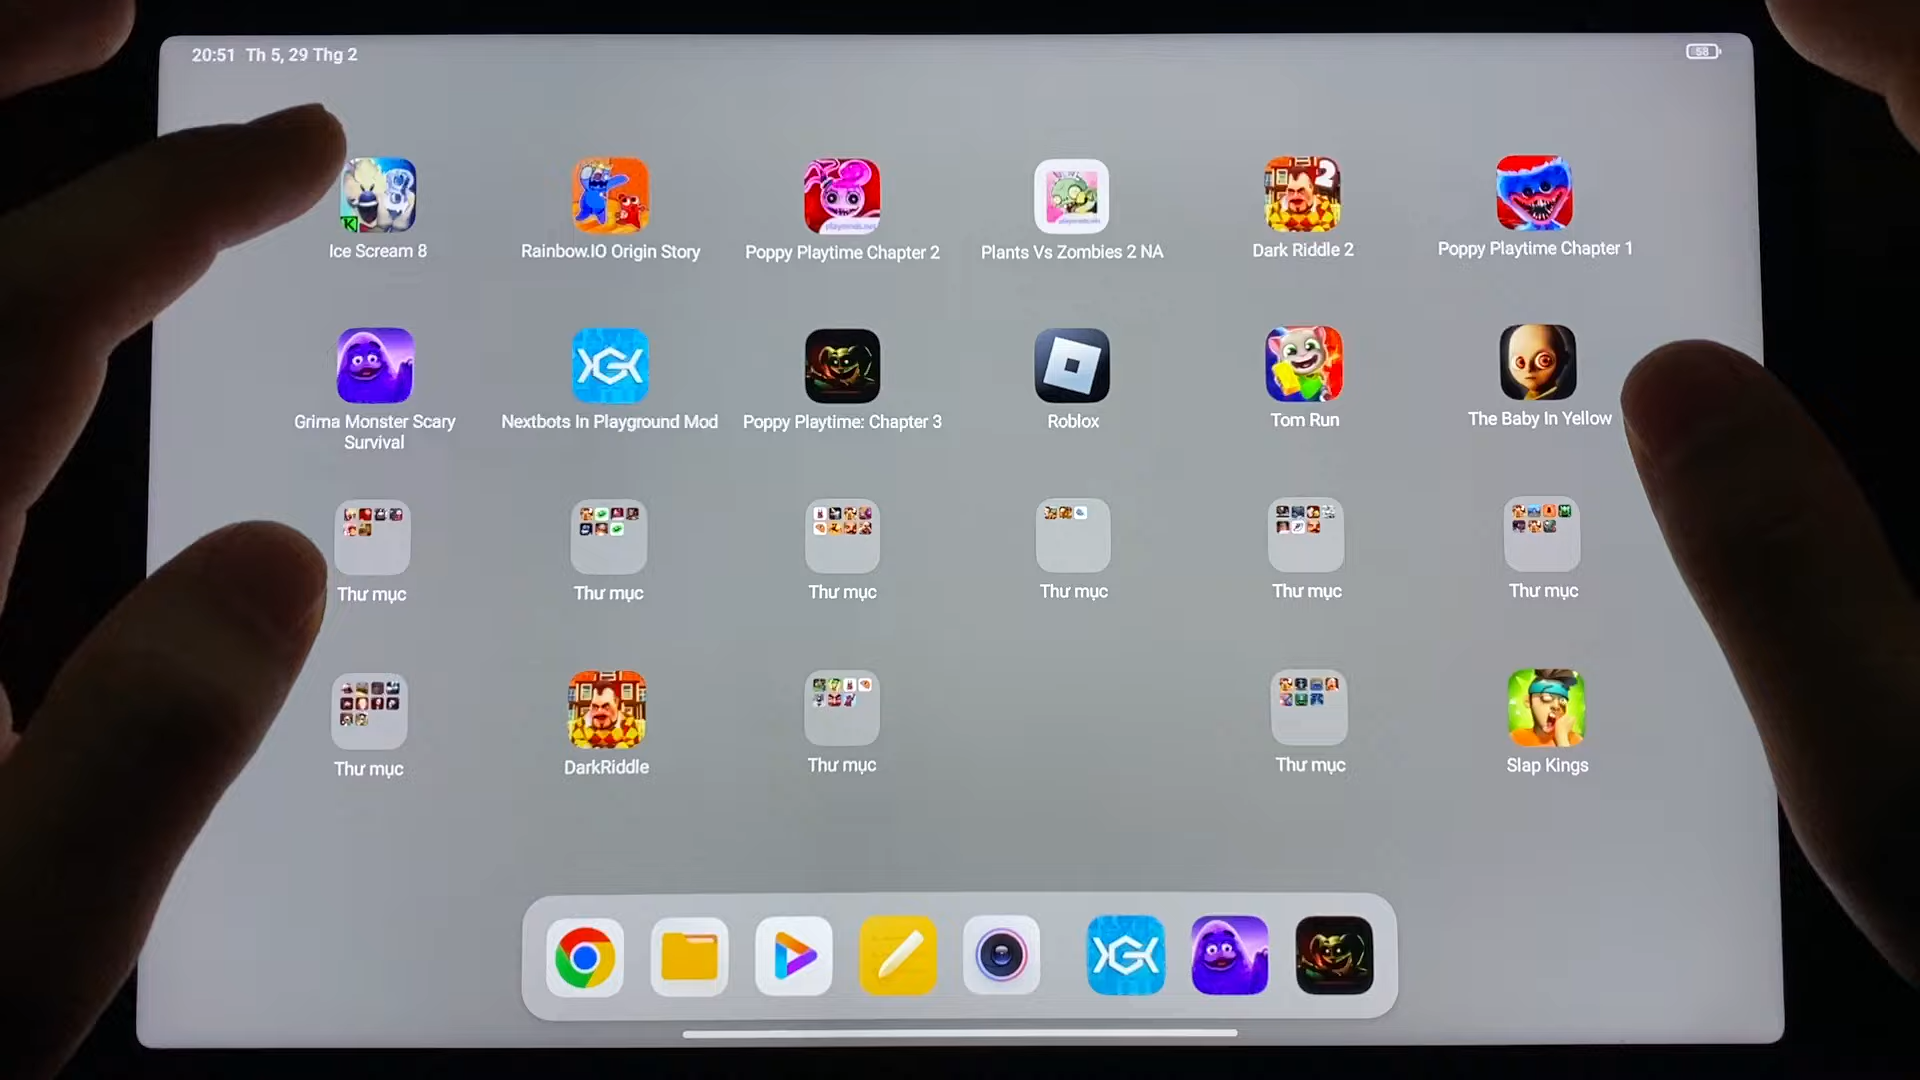 20:51 Th 5, 29 Thg 2
58
Ice Scream 8
Rainbow.IO Origin Story
Poppy Playtime Chapter 2
Plants Vs Zombies 2 NA
2
Dark Riddle 2
Poppy Playtime Chapter 1
Grima Monster Scary
Survival
Nextbots In Playground Mod
Poppy Playtime: Chapter 3
Roblox
Tom Run
The Baby In Yellow
Thư mục
Thư mục
Thư mục
Thư mục
Thư mục
Thư mục
Thư mục
DarkRiddle
Thư mục
Thư mục
Slap Kings